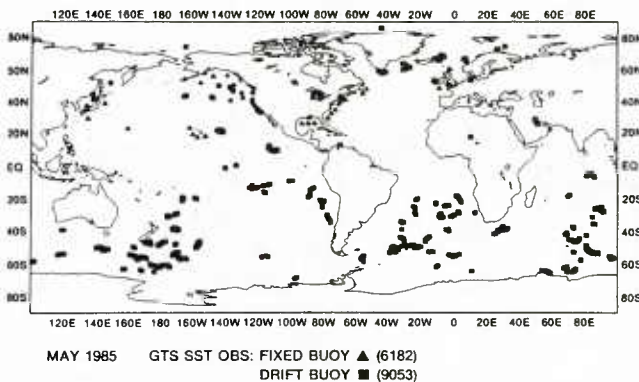 120E 140E 160E 180 160W 140W 120W 100W 80W 60W 40W 20W 0 20E 40E 60E 80E
80N 80N
60N 60N
40N 40N
20N 20N
EQ EQ
20S 20S
40S 40S
60S 60S
80S 80S
120E 140E 160E 180 160W 140W 120W 100W 80W 60W 40W 20W 0 20E 40E 60E 80E
MAY 1985 GTS SST OBS: FIXED BUOY ▲ (6182)
DRIFT BUOY ■ (9053)